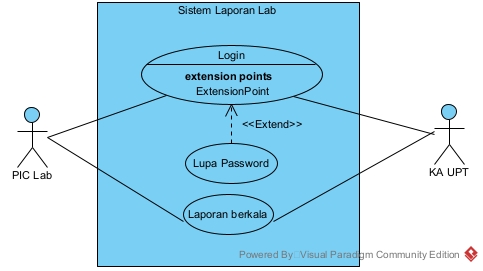 Sistem Laporan Lab
Login
extension points
ExtensionPoint
<<Extend>>
PIC Lab
KA UPT
Lupa Password
Laporan berkala
Powered By Visual Paradigm Community Edition